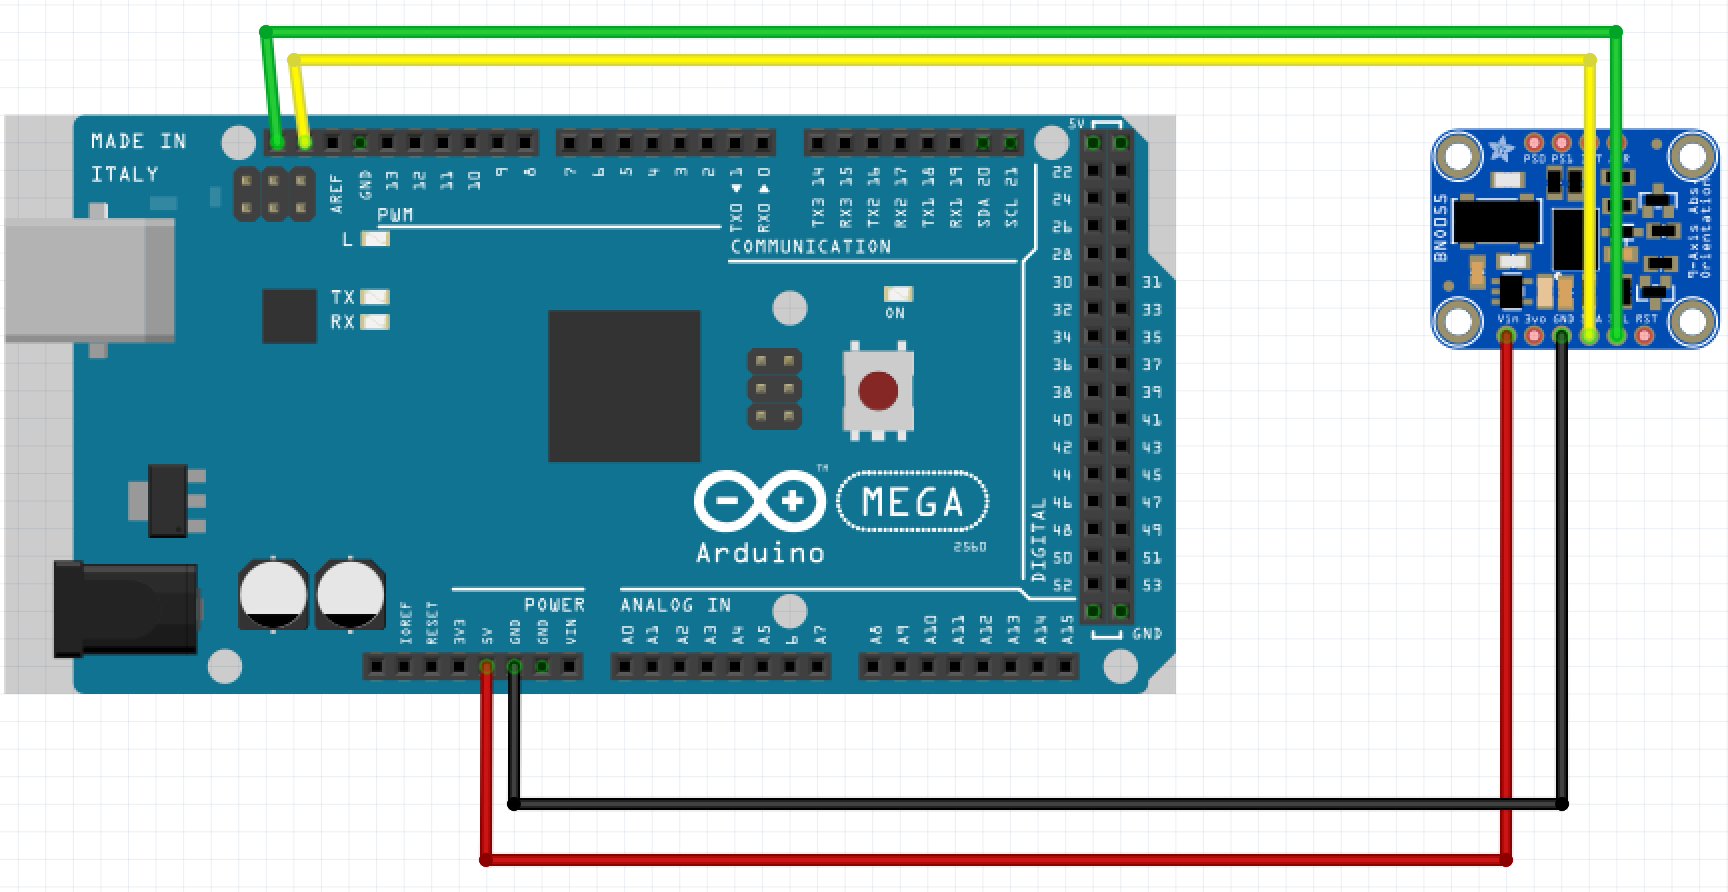 MADE IN
ITALY
AREF
GND
13
12
11
10
9
8
7
6
5
4
3
2
TX0 ◀ 1
RX0 ▶ 0
TX3 14
RX3 15
TX2 16
RX2 17
TX1 18
RX1 19
SDA 20
SCL 21
5V
PWM
COMMUNICATION
L
TX
RX
ON
22
24
26
28
30 31
32 33
34 35
36 37
38 39
40 41
42 43
44 45
46 47
48 49
50 51
52 53
GND
DIGITAL
TM
MEGA
Arduino
2560
POWER
ANALOG IN
IOREF
RESET
3V3
5V
GND
GND
VIN
A0
A1
A2
A3
A4
A5
6
A7
A8
A9
A10
A11
A12
A13
A14
A15
PS0 PS1
BNO055
9-Axis Abs
Orientation
Vin 3vo GND
RST